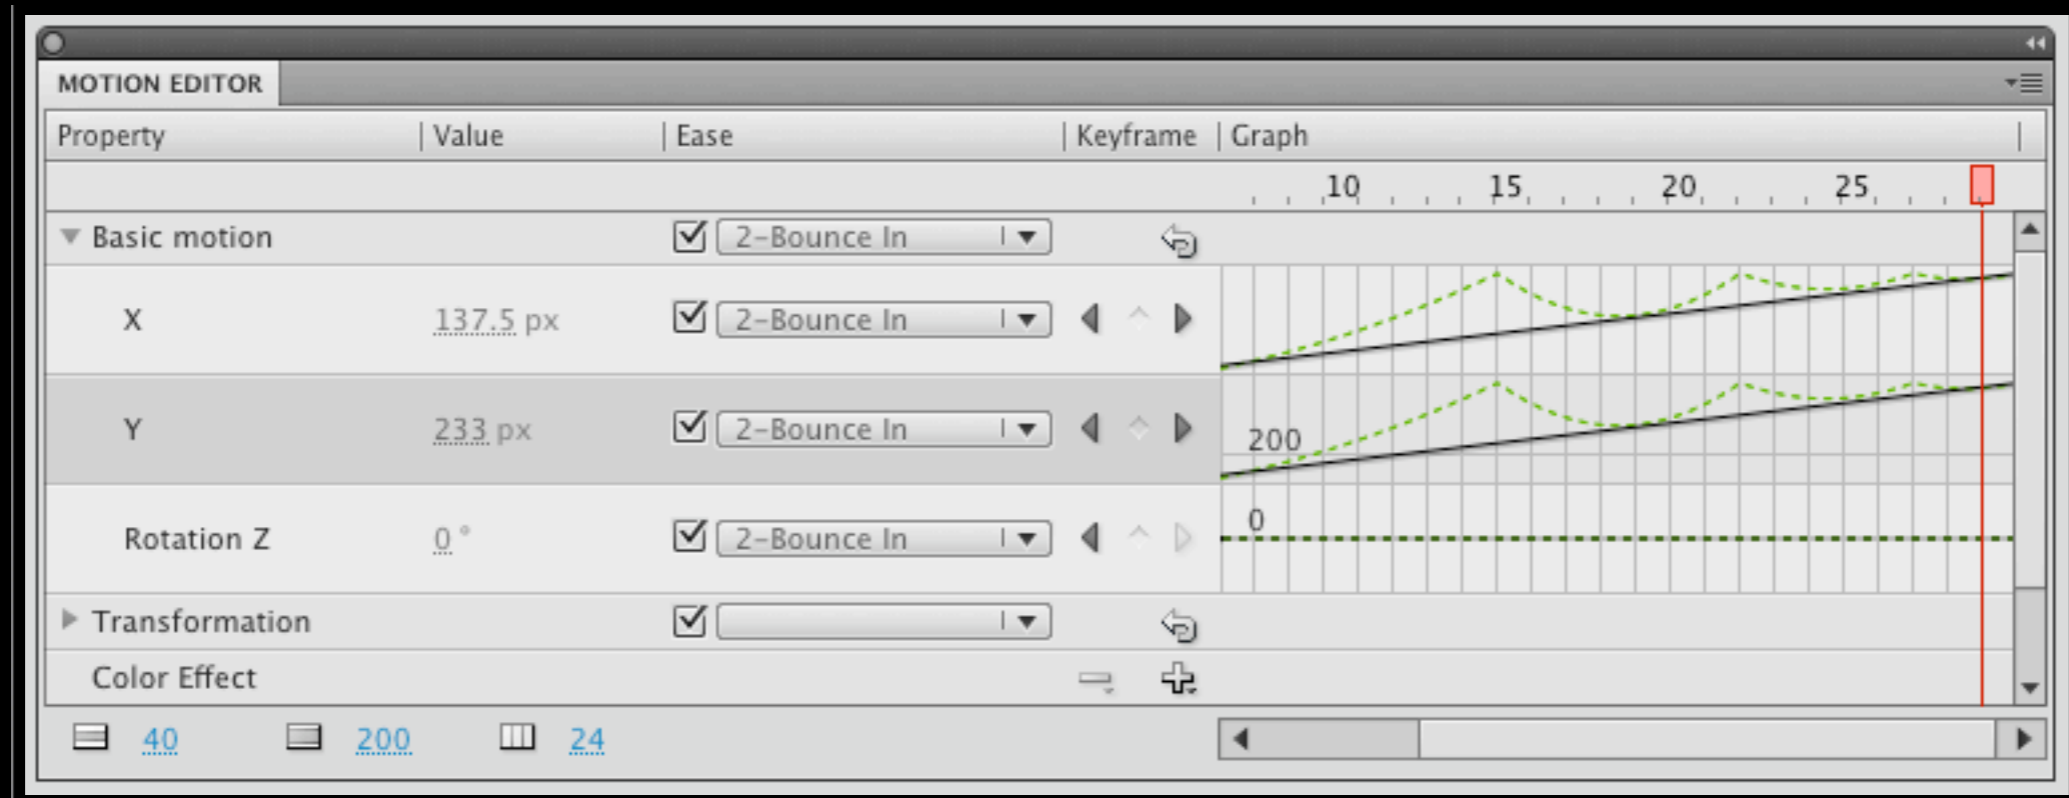 MOTION EDITOR
Property | Value | Ease | Keyframe | Graph |
10 15 20 25
Basic motion 2-Bounce In
X 137.5 px 2-Bounce In
Y 233 px 2-Bounce In 200
Rotation Z 0 ° 2-Bounce In 0
Transformation
Color Effect
40 200 24